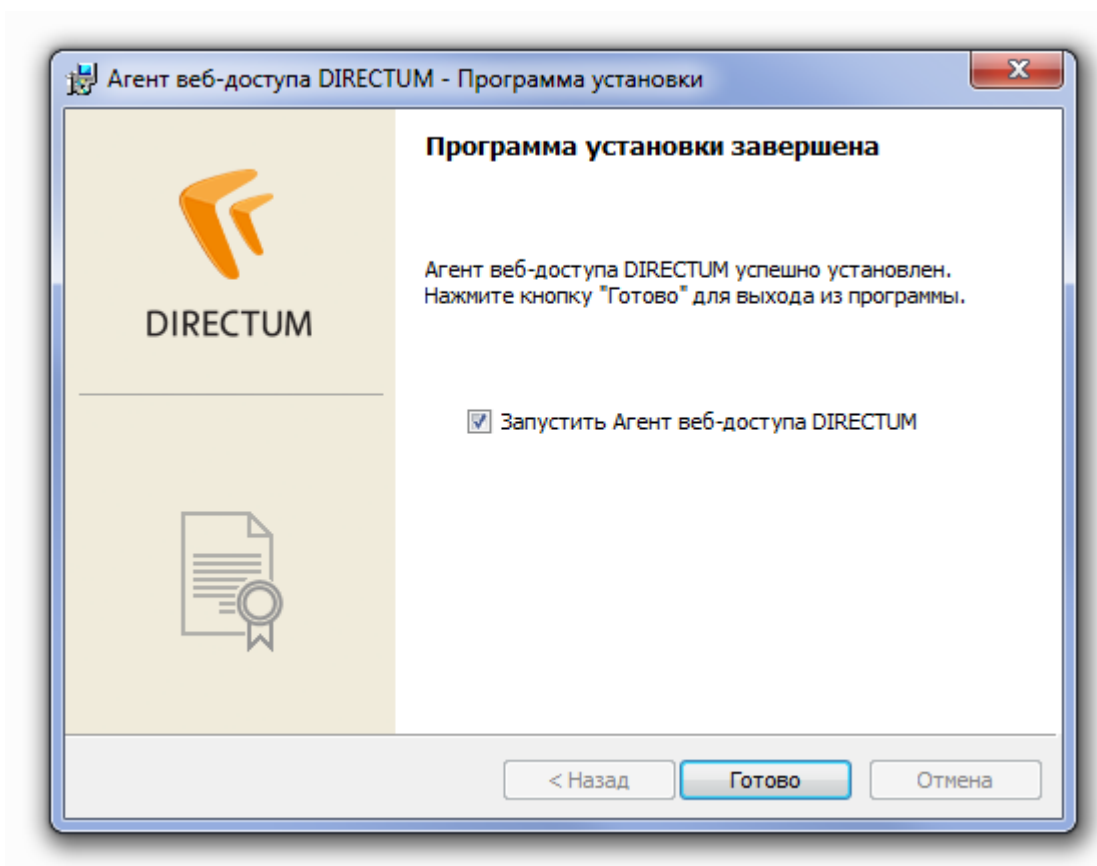 Агент веб-доступа DIRECTUM - Программа установки
Программа установки завершена
Агент веб-доступа DIRECTUM успешно установлен.
Нажмите кнопку "Готово" для выхода из программы.
DIRECTUM
Запустить Агент веб-доступа DIRECTUM
< Назад
Готово
Отмена